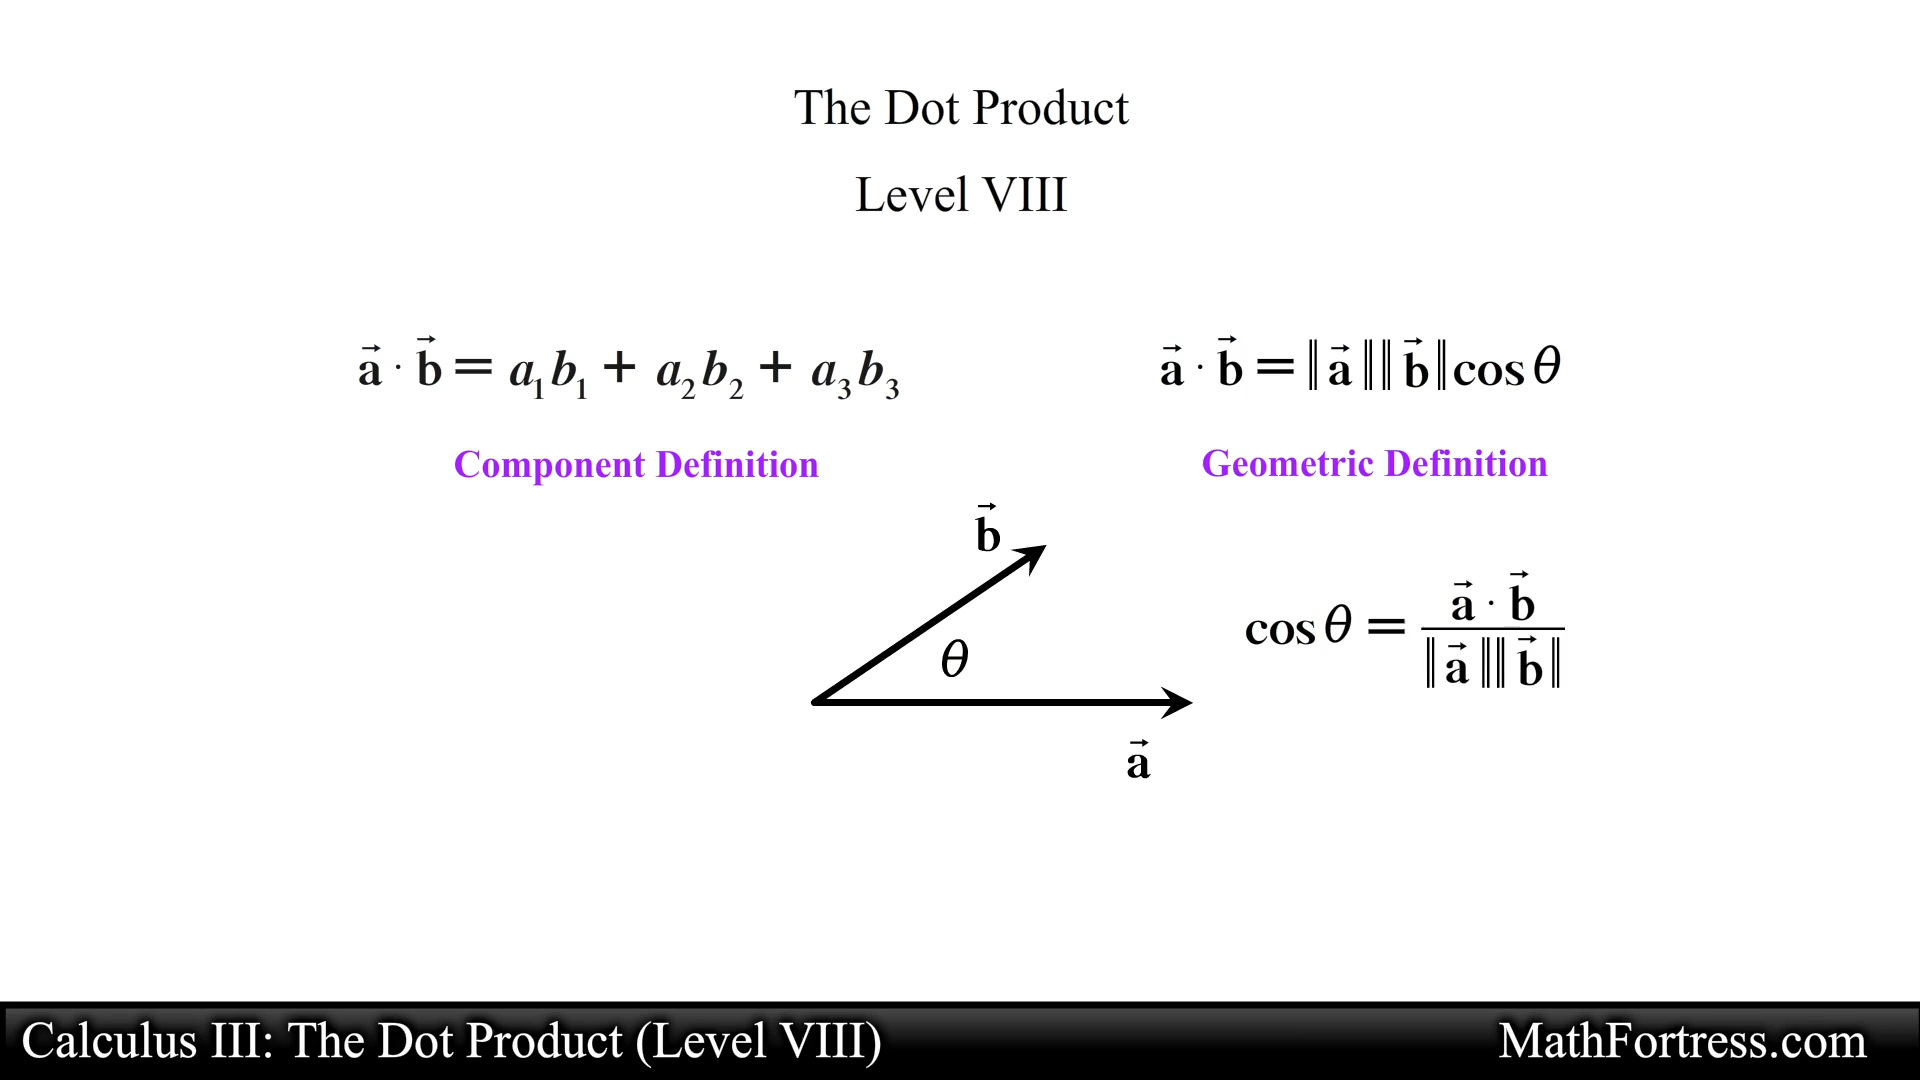 The Dot Product
Level VIII
a⃗ · b⃗ = a₁b₁ + a₂b₂ + a₃b₃
a⃗ · b⃗ = ‖a⃗‖‖b⃗‖cos θ
Component Definition
Geometric Definition
b⃗
θ
a⃗
cos θ = a⃗ · b⃗ / ‖a⃗‖‖b⃗‖
Calculus III: The Dot Product (Level VIII)
MathFortress.com